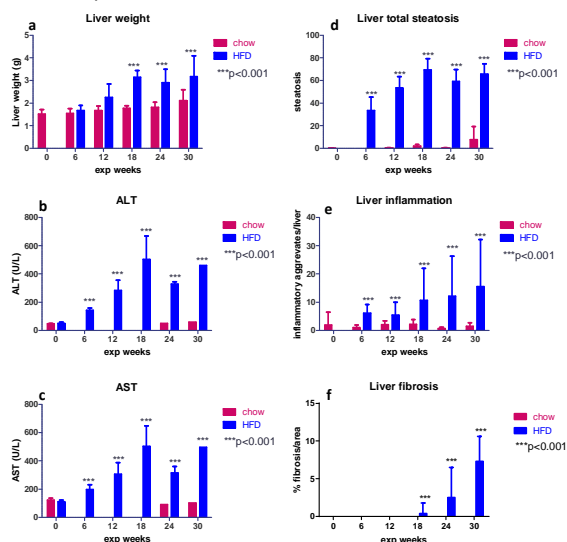 a
Liver weight
Liver weight (g)
5
4
3
2
1
0
*** *** ***
0 6 12 18 24 30
exp weeks
chow
HFD
***p<0.001
d
Liver total steatosis
steatosis
100
80
60
40
20
0
*** *** *** *** ***
0 6 12 18 24 30
exp weeks
chow
HFD
***p<0.001
b
ALT
ALT (U/L)
800
600
400
200
0
*** *** *** *** ***
0 6 12 18 24 30
exp weeks
chow
HFD
***p<0.001
e
Liver inflammation
inflammatory aggrevates/liver
40
30
20
10
0
*** *** *** *** ***
0 6 12 18 24 30
exp weeks
chow
HFD
***p<0.001
c
AST
AST (U/L)
800
600
400
200
0
*** *** *** *** ***
0 6 12 18 24 30
exp weeks
chow
HFD
***p<0.001
f
Liver fibrosis
% fibrosis/area
15
10
5
0
*** *** ***
0 6 12 18 24 30
exp weeks
chow
HFD
***p<0.001